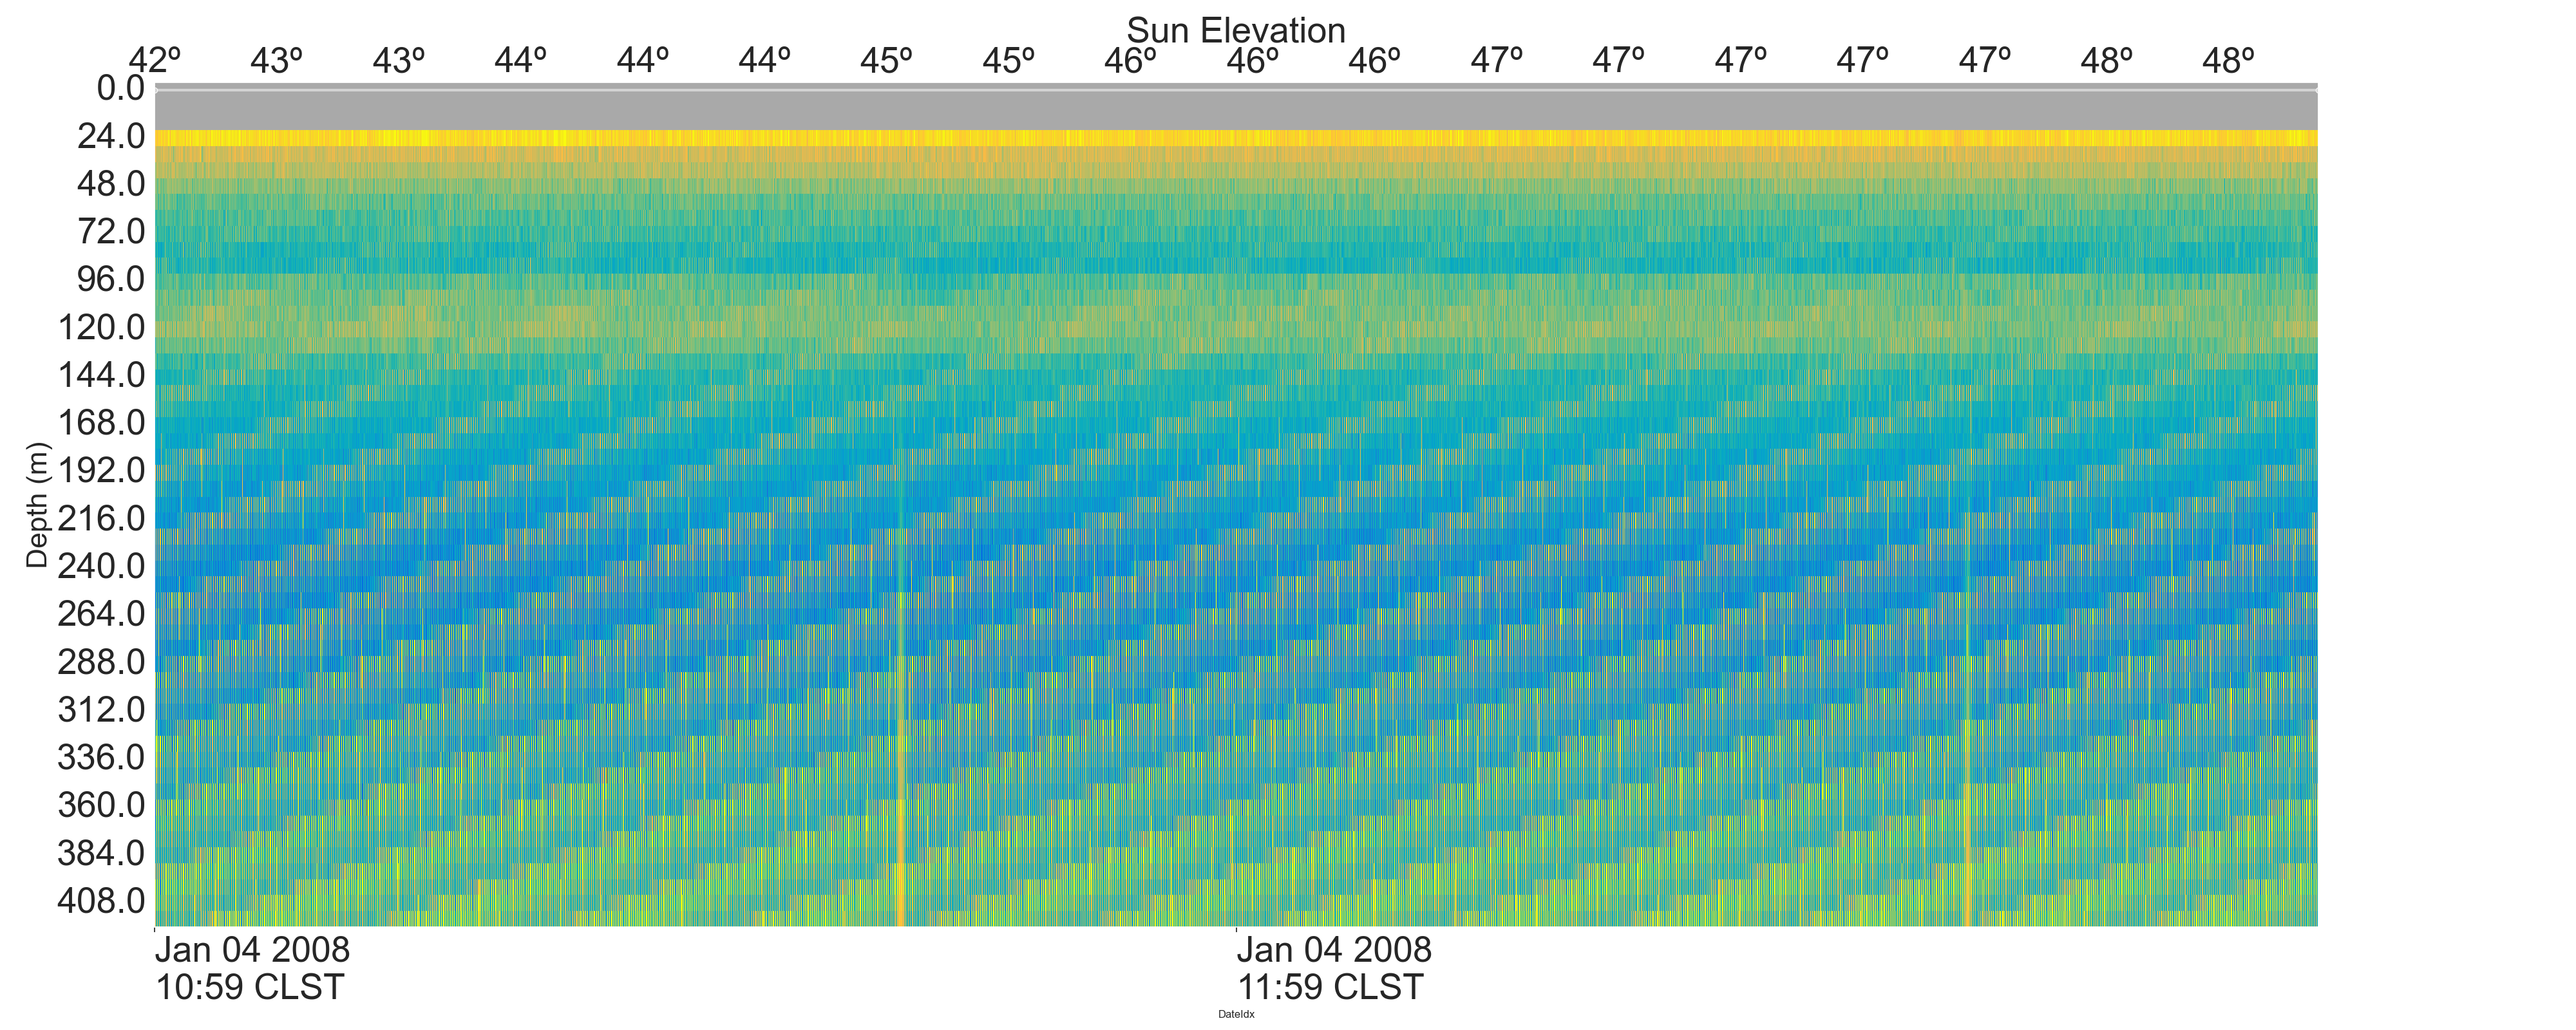 Sun Elevation
42º 43º 43º 44º 44º 44º 45º 45º 46º 46º 46º 47º 47º 47º 47º 47º 48º 48º
0.0
24.0
48.0
72.0
96.0
120.0
144.0
168.0
192.0
216.0
240.0
264.0
288.0
312.0
336.0
360.0
384.0
408.0
Depth (m)
Jan 04 2008
10:59 CLST
Jan 04 2008
11:59 CLST
DateIdx